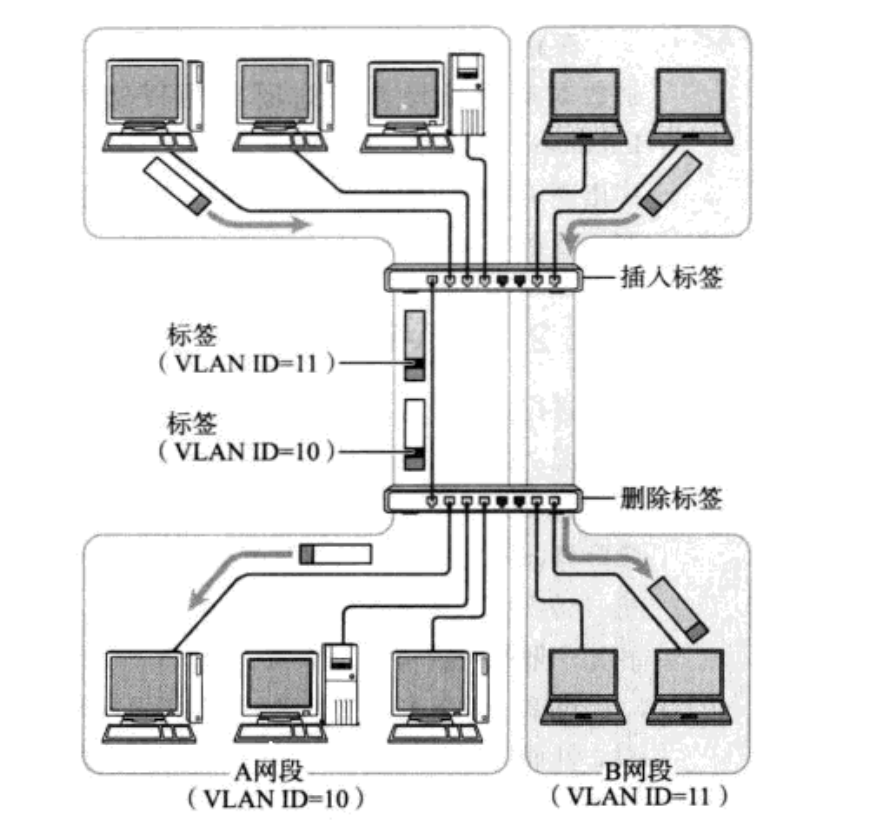 插入标签
标签
（VLAN ID=11）
标签
（VLAN ID=10）
删除标签
A网段
（VLAN ID=10）
B网段
（VLAN ID=11）